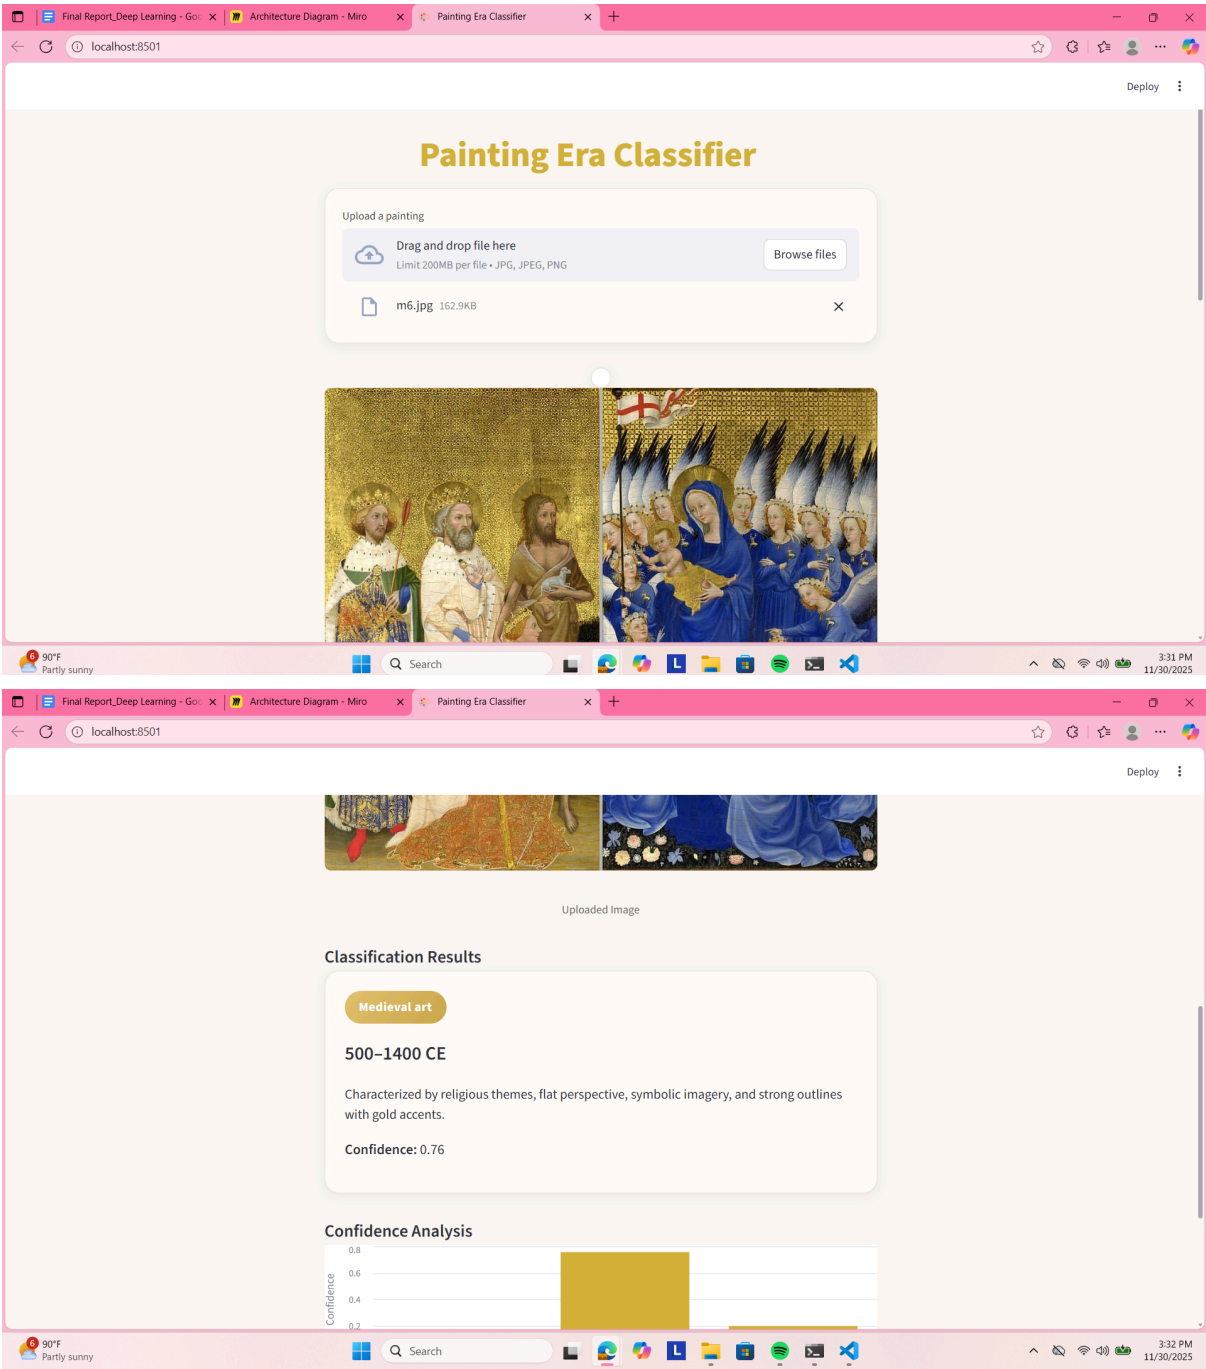 Final Report_Deep Learning - Goo
Architecture Diagram - Miro
Painting Era Classifier
localhost:8501
Deploy
Painting Era Classifier
Upload a painting
Drag and drop file here
Limit 200MB per file • JPG, JPEG, PNG
Browse files
m6.jpg 162.9KB
6
90°F
Partly sunny
Search
L
3:31 PM
11/30/2025
Final Report_Deep Learning - Goo
Architecture Diagram - Miro
Painting Era Classifier
localhost:8501
Deploy
Uploaded Image
Classification Results
Medieval art
500–1400 CE
Characterized by religious themes, flat perspective, symbolic imagery, and strong outlines
with gold accents.
Confidence: 0.76
Confidence Analysis
0.8
0.6
0.4
0.2
Confidence
6
90°F
Partly sunny
Search
L
3:32 PM
11/30/2025